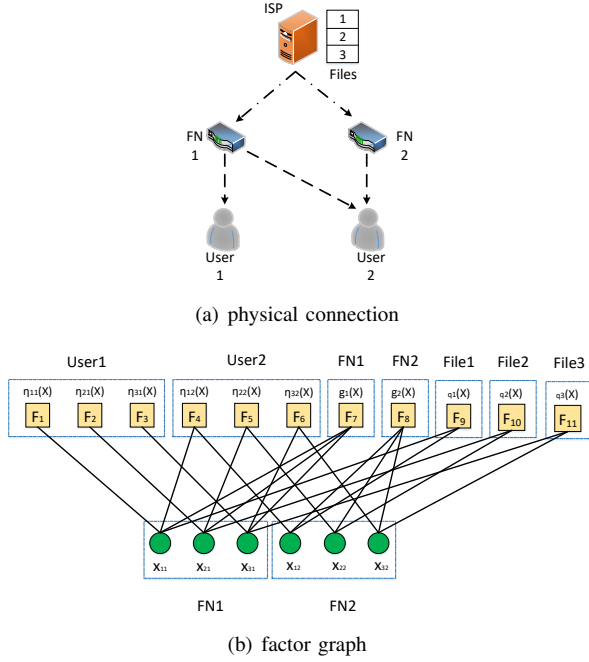 ISP
1
2
3
Files
FN
1
FN
2
User
1
User
2
(a) physical connection
User1 User2 FN1 FN2 File1 File2 File3
η11(X) η21(X) η31(X) η12(X) η22(X) η32(X) g1(X) g2(X) q1(X) q2(X) q3(X)
F1 F2 F3 F4 F5 F6 F7 F8 F9 F10 F11
X11 X21 X31 X12 X22 X32
FN1 FN2
(b) factor graph